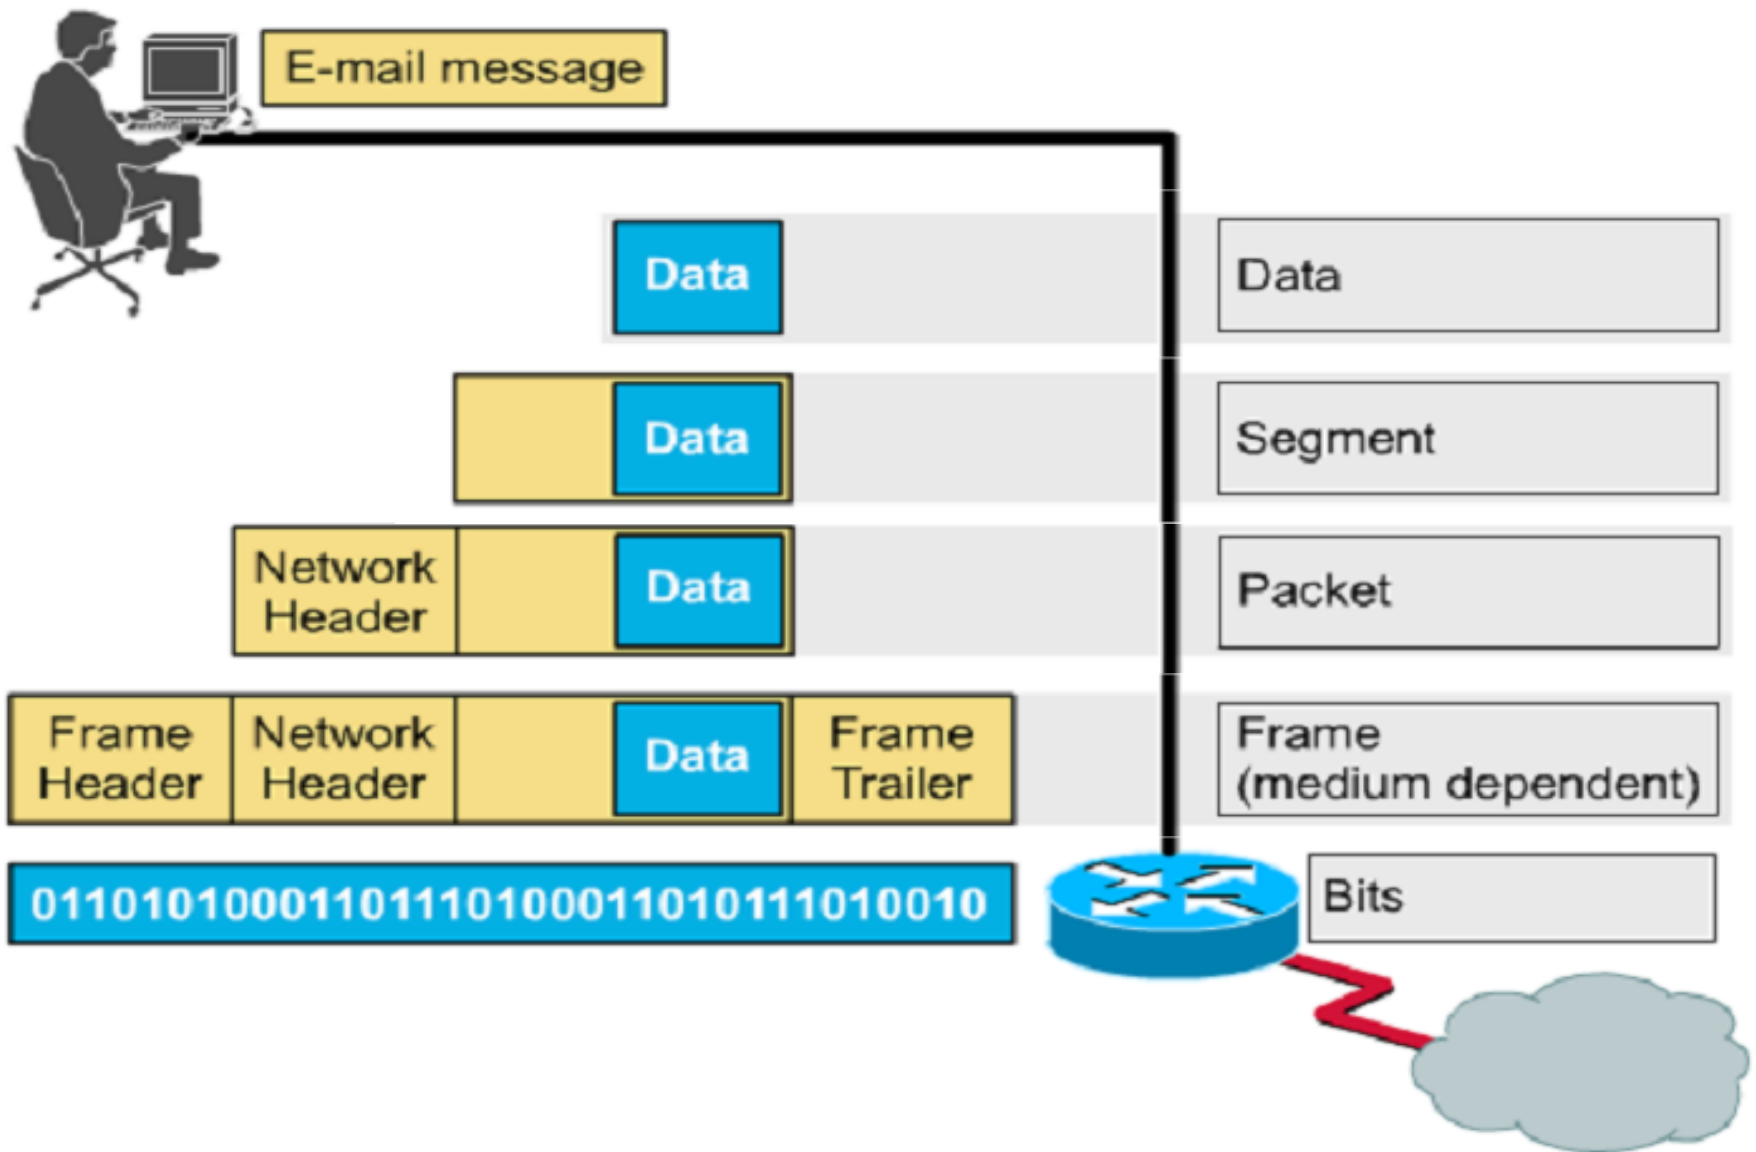 E-mail message
Data
Data
Data
Segment
Network
Header
Data
Packet
Frame
Header
Network
Header
Data
Frame
Trailer
Frame
(medium dependent)
01101010001101110100011010111010010
Bits